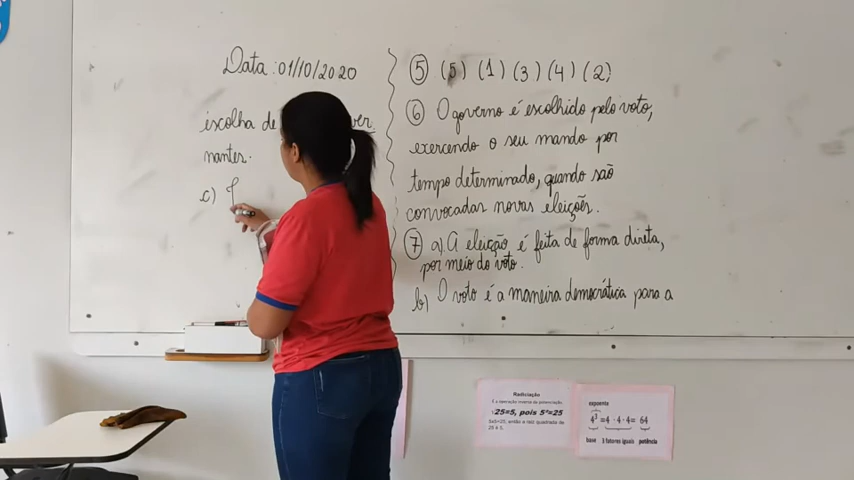 Data: 01/10/2020
escolha de ver
nantes.
c)
5 (5) (1) (3) (4) (2)
6 O governo é escolhido pelo voto,
exercendo o seu mando por
tempo determinado, quando são
convocadas novas eleições.
7 a) A eleição é feita de forma direta,
por meio do voto.
b) O voto é a maneira democrática para a
Radiciação
É a operação inversa da potenciação.
√25=5, pois 5²=25
5x5=25, então a raiz quadrada de
25 é 5.
expoente
4³ = 4 · 4 · 4 = 64
base 3 fatores iguais potência